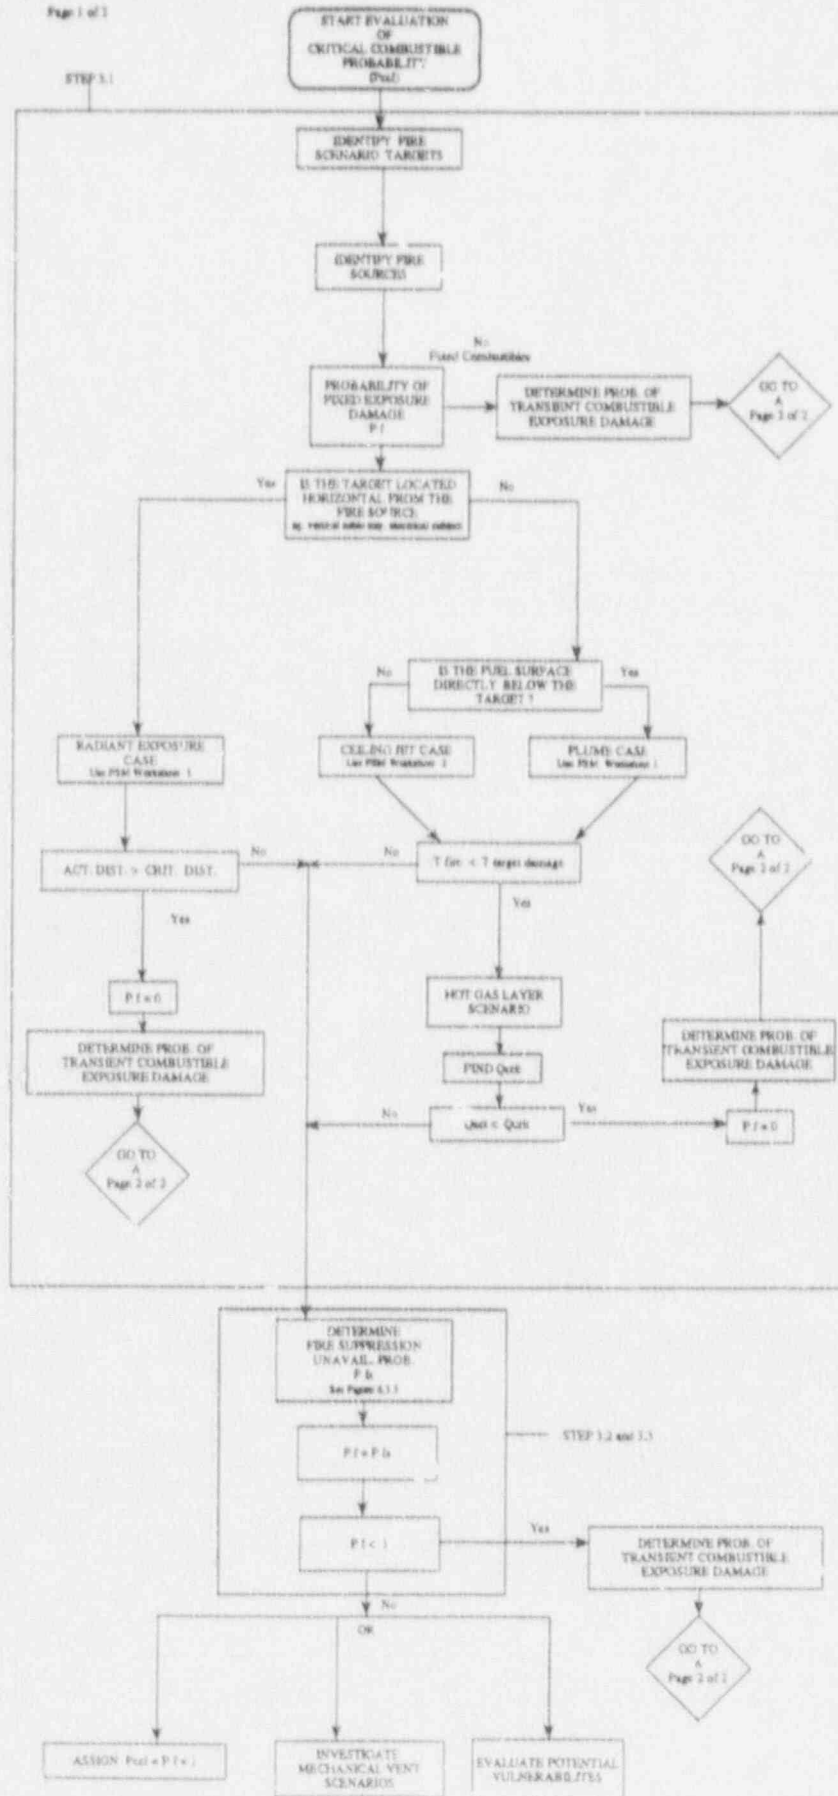 Page 1 of 2
START EVALUATION
OF
CRITICAL COMBUSTIBLE
PROBABILITY
STEP 3.1
IDENTIFY FIRE
SCENARIO TARGETS
IDENTIFY FIRE
SOURCES
No
Fixed Combustibles
PROBABILITY OF
FIXED EXPOSURE
DAMAGE
P f
DETERMINE PROB. OF
TRANSIENT COMBUSTIBLE
EXPOSURE DAMAGE
GO TO
A
Page 2 of 2
Yes
IS THE TARGET LOCATED
HORIZONTAL FROM THE
FIRE SOURCE
No
No
IS THE FUEL SURFACE
DIRECTLY BELOW THE
TARGET ?
Yes
RADIANT EXPOSURE
CASE
CEILING JET CASE
PLUME CASE
GO TO
A
Page 2 of 2
ACT. DIST. > CRIT. DIST.
No
No
T fire < T target damage
Yes
Yes
P f = 0
HOT GAS LAYER
SCENARIO
DETERMINE PROB. OF
TRANSIENT COMBUSTIBLE
EXPOSURE DAMAGE
DETERMINE PROB. OF
TRANSIENT COMBUSTIBLE
EXPOSURE DAMAGE
FIND Qcrit
No
Yes
P f = 0
GO TO
A
Page 2 of 2
DETERMINE
FIRE SUPPRESSION
UNAVAIL. PROB.
P fs
P f = P fs
STEP 3.2 and 3.3
P f < 1
Yes
DETERMINE PROB. OF
TRANSIENT COMBUSTIBLE
EXPOSURE DAMAGE
No
OR
GO TO
A
Page 2 of 2
INVESTIGATE
MECHANICAL VENT
SCENARIOS
EVALUATE POTENTIAL
VULNERABILITES